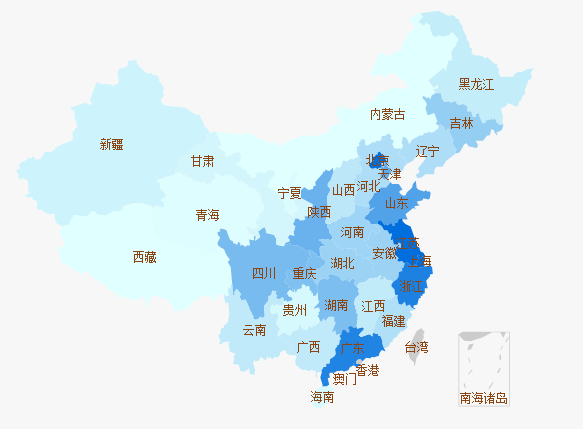 黑龙江
内蒙古
吉林
新疆
辽宁
甘肃
北京
天津
宁夏
山西
河北
山东
青海
陕西
河南
江苏
西藏
安徽
上海
四川
重庆
湖北
浙江
贵州
湖南
江西
福建
云南
广西
广东
台湾
香港
澳门
海南
南海诸岛